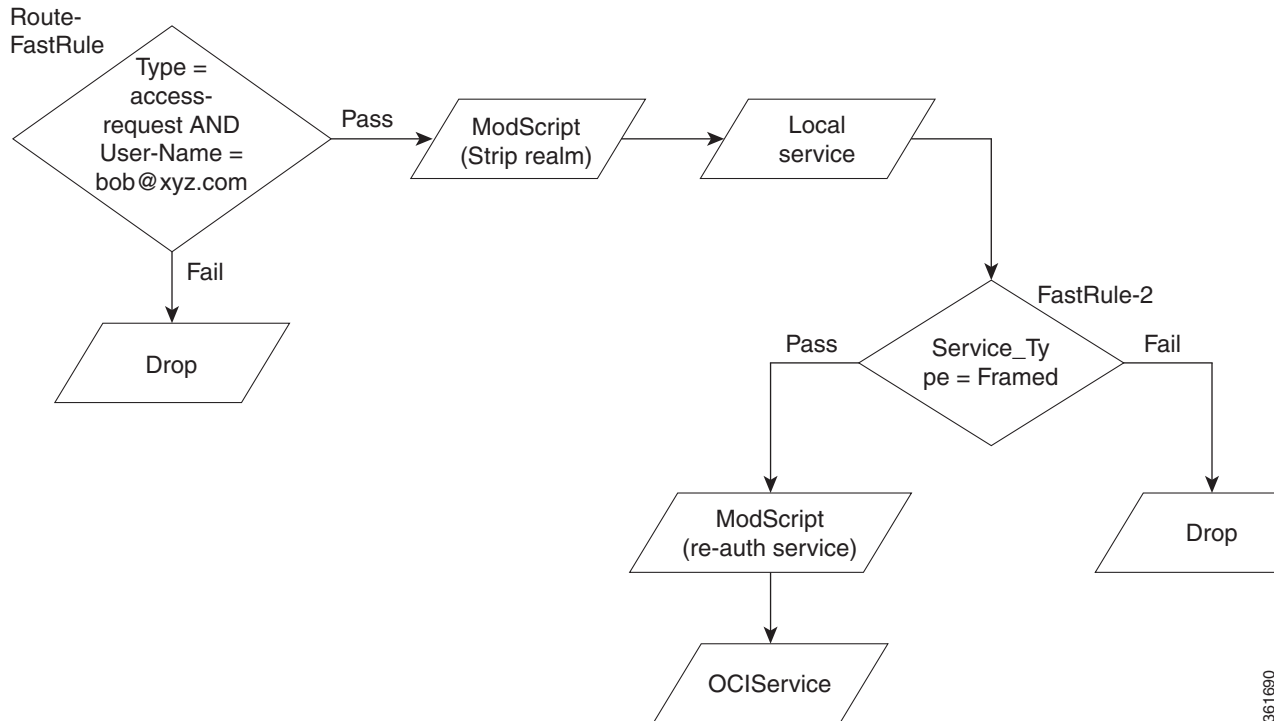 Route-
FastRule
Type =
access-
request AND
User-Name =
bob@xyz.com
Pass
ModScript
(Strip realm)
Local
service
Fail
Drop
FastRule-2
Pass
Service_Ty
pe = Framed
Fail
ModScript
(re-auth service)
Drop
OCIService
361690